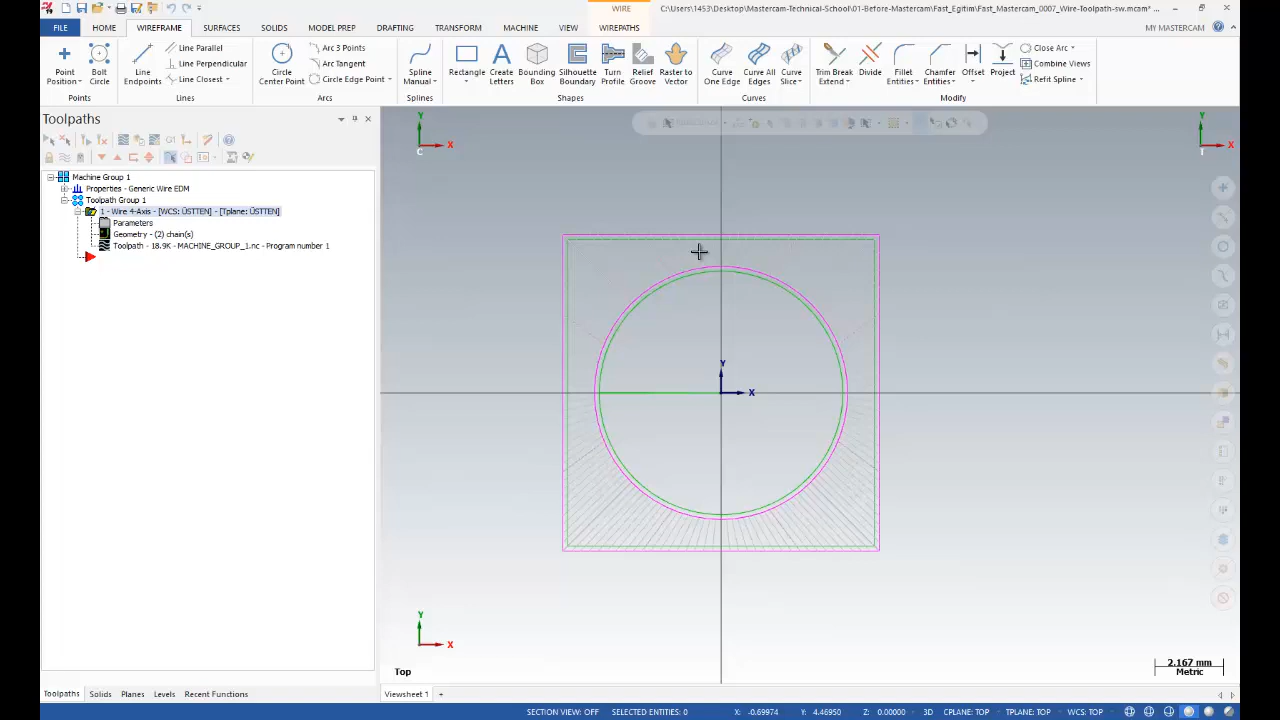 WIRE
C:\Users\1453\Desktop\Mastercam-Technical-School\01-Before-Mastercam\Fast_Egitim\Fast_Mastercam_0007_Wire-Toolpath-sw.mcam* ...
FILE HOME WIREFRAME SURFACES SOLIDS MODEL PREP DRAFTING TRANSFORM MACHINE VIEW WIREPATHS MY MASTERCAM
Point Position
Bolt Circle
Points
Line Endpoints
Line Parallel
Line Perpendicular
Line Closest
Lines
Circle Center Point
Arc 3 Points
Arc Tangent
Circle Edge Point
Arcs
Spline Manual
Splines
Rectangle
Create Letters
Bounding Box
Silhouette Boundary
Turn Profile
Relief Groove
Raster to Vector
Shapes
Curve One Edge
Curve All Edges
Curve Slice
Curves
Trim Break Extend
Divide
Fillet Entities
Chamfer Entities
Offset
Project
Close Arc
Combine Views
Refit Spline
Modify
Toolpaths
G1
Machine Group 1
Properties - Generic Wire EDM
Toolpath Group 1
1 - Wire 4-Axis - [WCS: ÜSTTEN] - [Tplane: ÜSTTEN]
Parameters
Geometry - (2) chain(s)
Toolpath - 18.9K - MACHINE_GROUP_1.nc - Program number 1
Y
X
C
Y
X
T
Y
X
Y
X
Top
2.167 mm
Metric
Toolpaths Solids Planes Levels Recent Functions
Viewsheet 1 +
SECTION VIEW: OFF SELECTED ENTITIES: 0 X: -0.69974 Y: 4.46950 Z: 0.00000 3D CPLANE: TOP TPLANE: TOP WCS: TOP